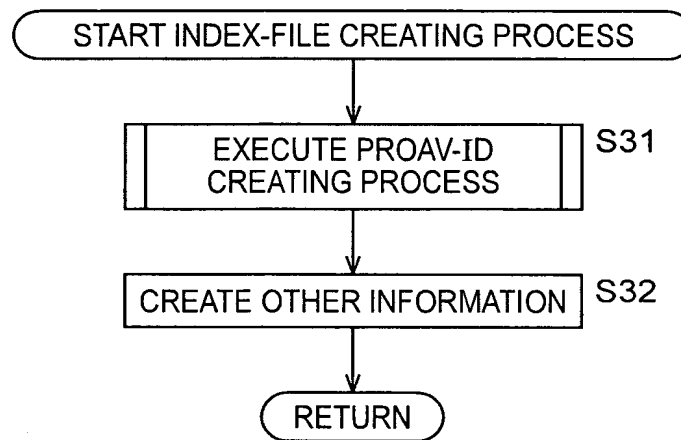 START INDEX-FILE CREATING PROCESS
EXECUTE PROAV-ID
CREATING PROCESS
S31
CREATE OTHER INFORMATION
S32
RETURN